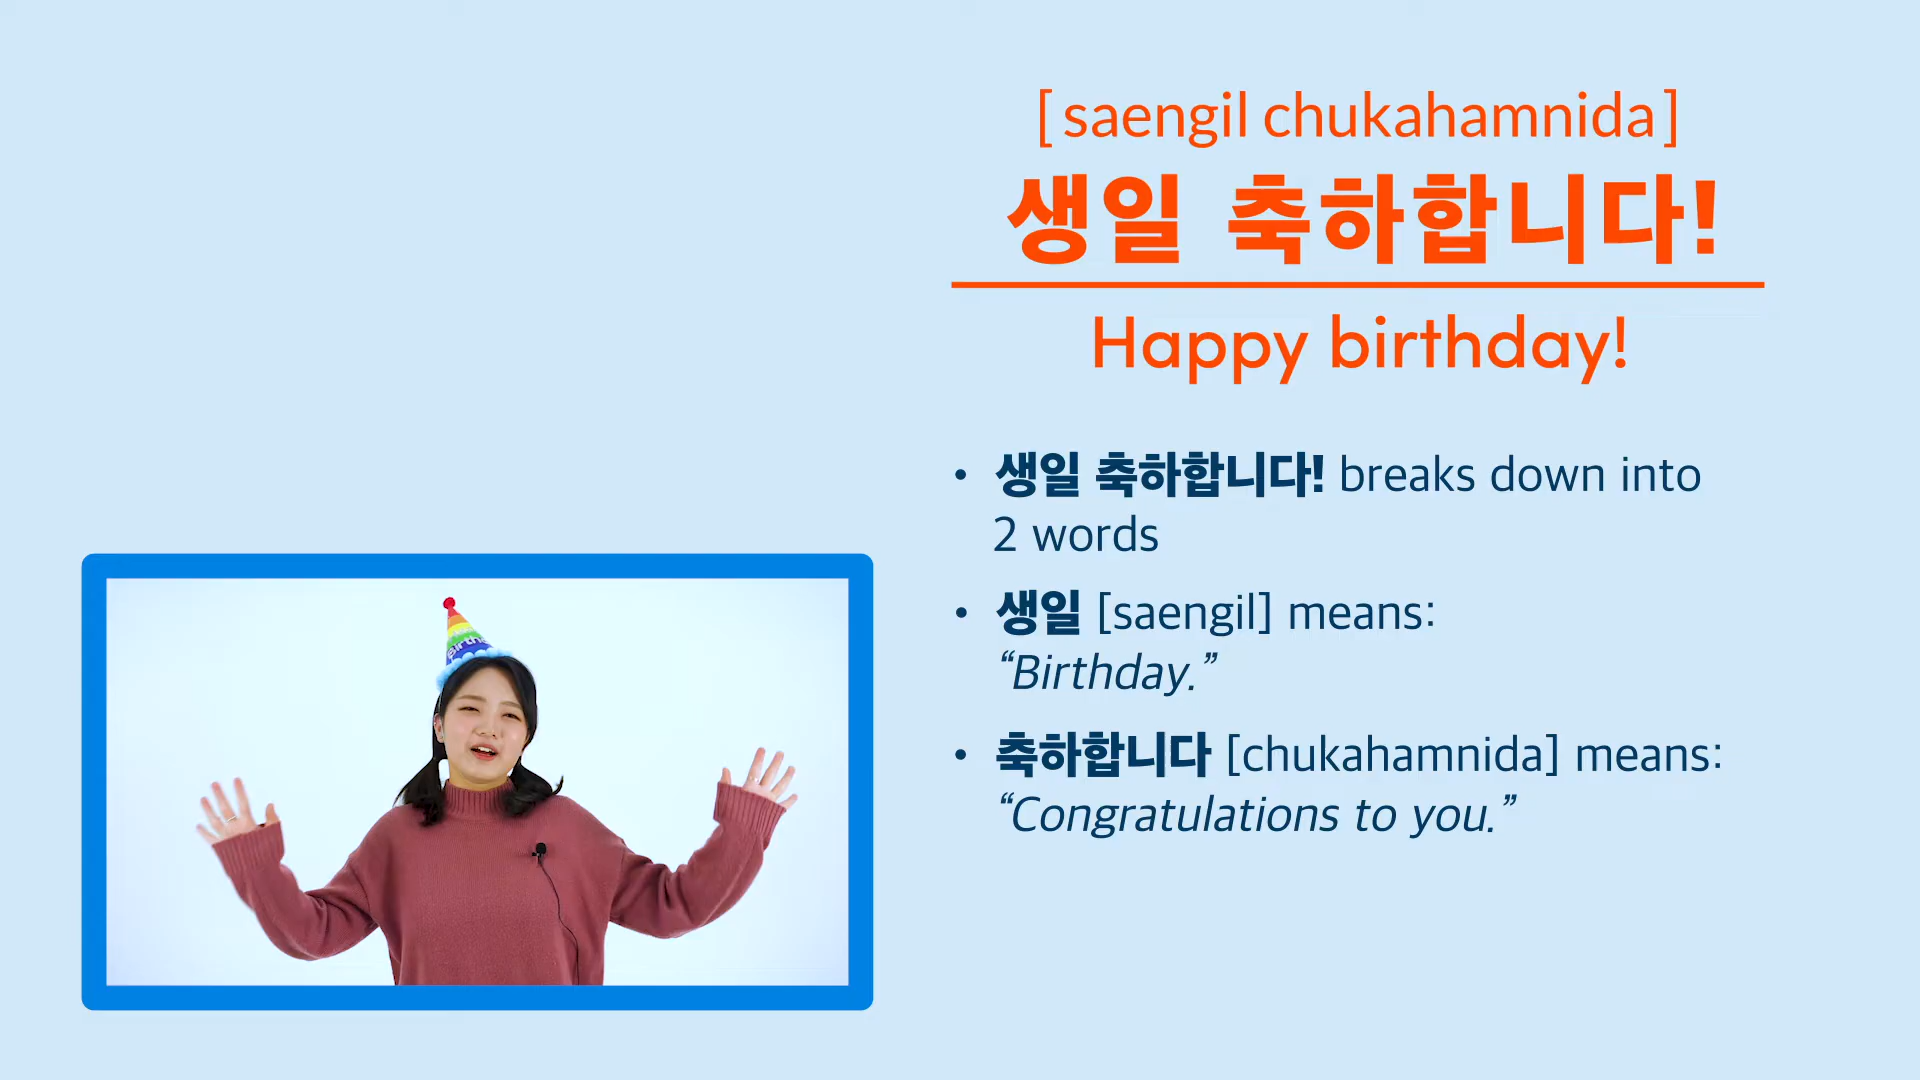 [saengil chukahamnida]
생일 축하합니다!
Happy birthday!
• 생일 축하합니다! breaks down into
2 words
• 생일 [saengil] means:
“Birthday.”
• 축하합니다 [chukahamnida] means:
“Congratulations to you.”
Birthd